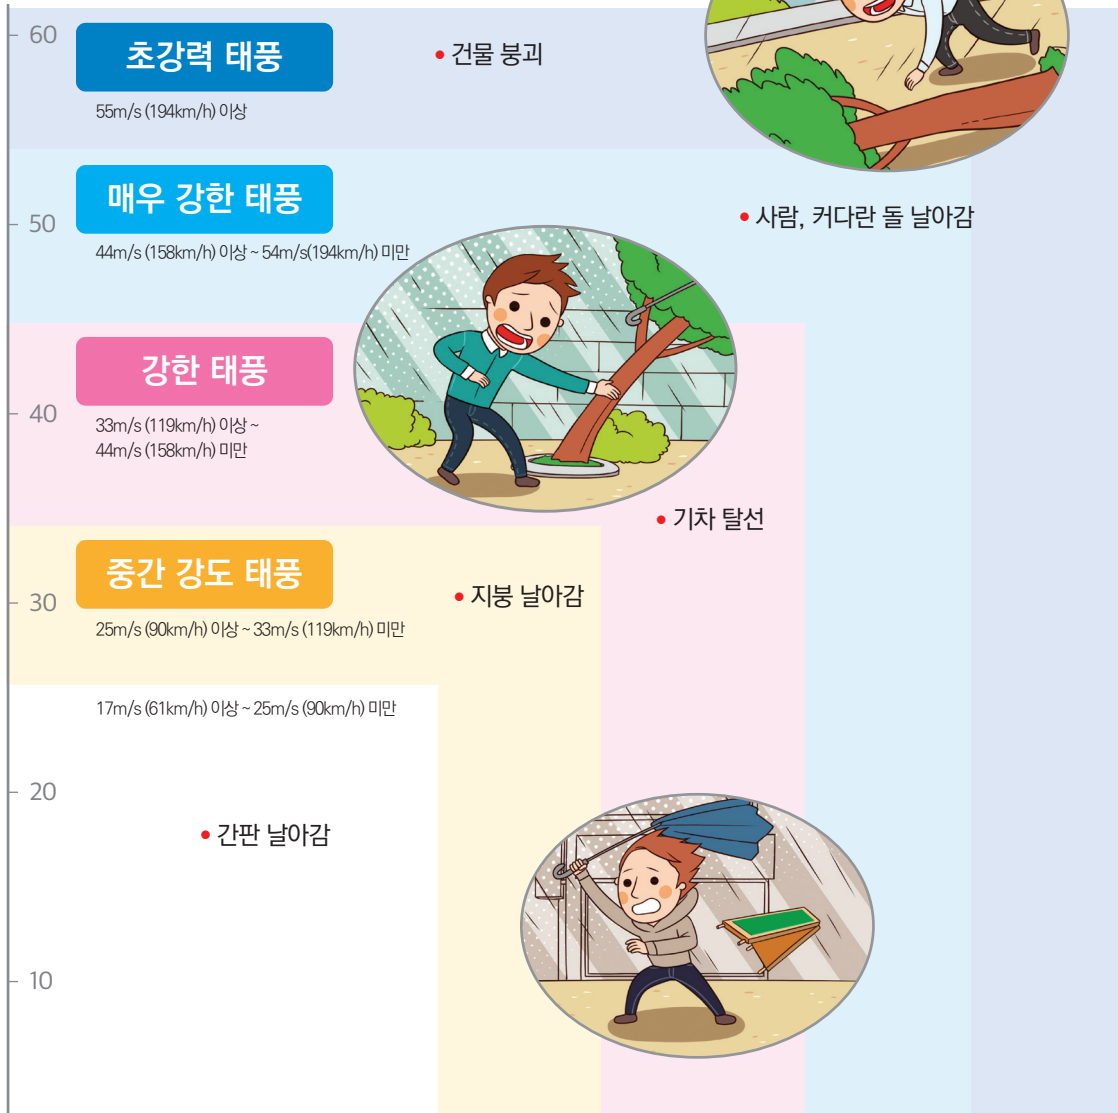 60
초강력 태풍
• 건물 붕괴
55m/s (194km/h) 이상
매우 강한 태풍
50
• 사람, 커다란 돌 날아감
44m/s (158km/h) 이상 ~ 54m/s(194km/h) 미만
강한 태풍
40
33m/s (119km/h) 이상 ~
44m/s (158km/h) 미만
• 기차 탈선
중간 강도 태풍
30
• 지붕 날아감
25m/s (90km/h) 이상 ~ 33m/s (119km/h) 미만
17m/s (61km/h) 이상 ~ 25m/s (90km/h) 미만
20
• 간판 날아감
10